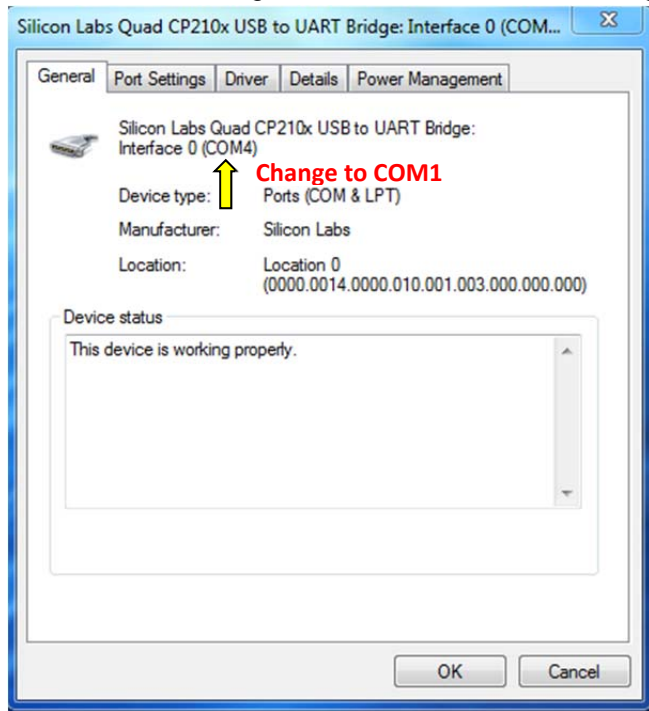 Silicon Labs Quad CP210x USB to UART Bridge: Interface 0 (COM...
General Port Settings Driver Details Power Management
Silicon Labs Quad CP210x USB to UART Bridge:
Interface 0 (COM4)
Change to COM1
Device type: Ports (COM & LPT)
Manufacturer: Silicon Labs
Location: Location 0
(0000.0014.0000.010.001.003.000.000.000)
Device status
This device is working properly.
OK Cancel